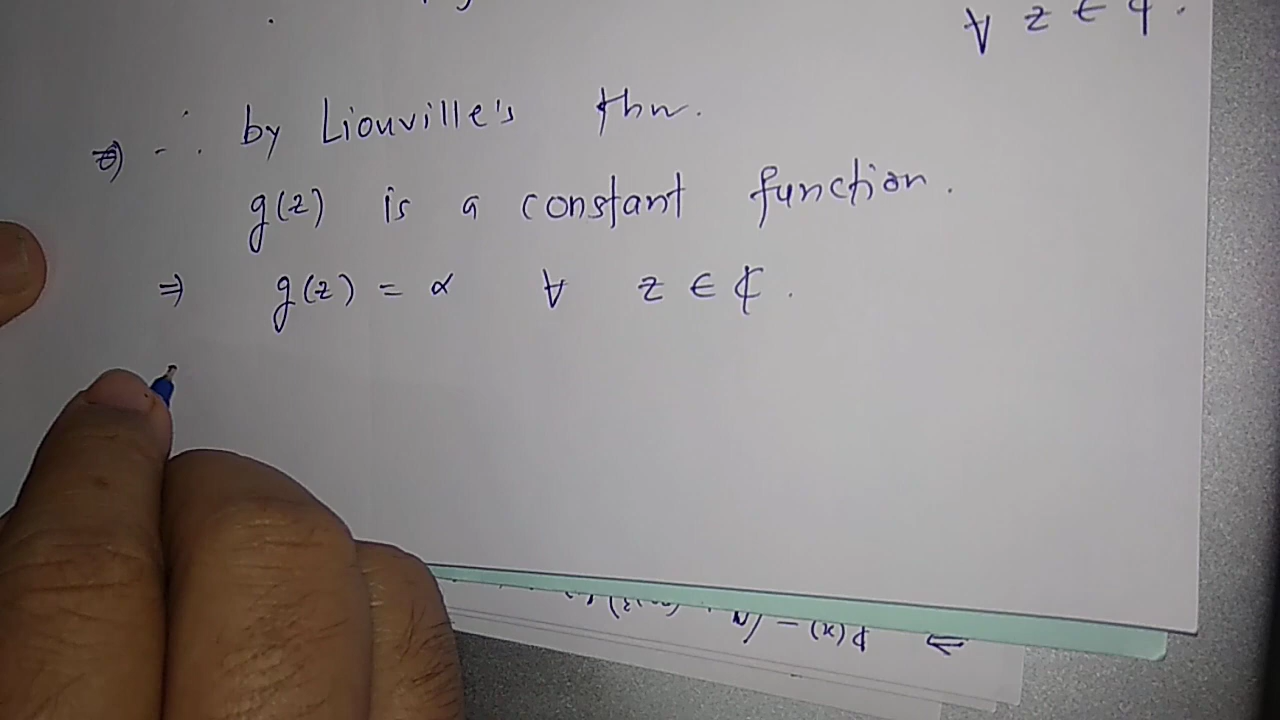 ∀ z ∈ ¢.
⇒) ∴ by Liouville's thm.
g(z) is a constant function.
⇒ g(z) = α ∀ z ∈ ¢.
⇒ p(x) –